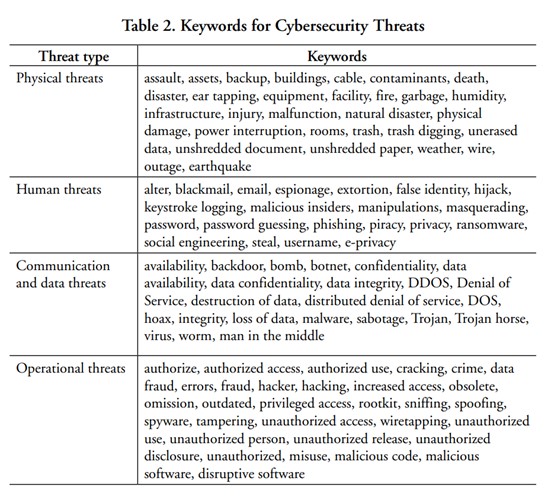 Table 2. Keywords for Cybersecurity Threats
Threat type Keywords
Physical threats assault, assets, backup, buildings, cable, contaminants, death,
disaster, ear tapping, equipment, facility, fire, garbage, humidity,
infrastructure, injury, malfunction, natural disaster, physical
damage, power interruption, rooms, trash, trash digging, unerased
data, unshredded document, unshredded paper, weather, wire,
outage, earthquake
Human threats alter, blackmail, email, espionage, extortion, false identity, hijack,
keystroke logging, malicious insiders, manipulations, masquerading,
password, password guessing, phishing, piracy, privacy, ransomware,
social engineering, steal, username, e-privacy
Communication availability, backdoor, bomb, botnet, confidentiality, data
and data threats availability, data confidentiality, data integrity, DDOS, Denial of
Service, destruction of data, distributed denial of service, DOS,
hoax, integrity, loss of data, malware, sabotage, Trojan, Trojan horse,
virus, worm, man in the middle
Operational threats authorize, authorized access, authorized use, cracking, crime, data
fraud, errors, fraud, hacker, hacking, increased access, obsolete,
omission, outdated, privileged access, rootkit, sniffing, spoofing,
spyware, tampering, unauthorized access, wiretapping, unauthorized
use, unauthorized person, unauthorized release, unauthorized
disclosure, unauthorized, misuse, malicious code, malicious
software, disruptive software